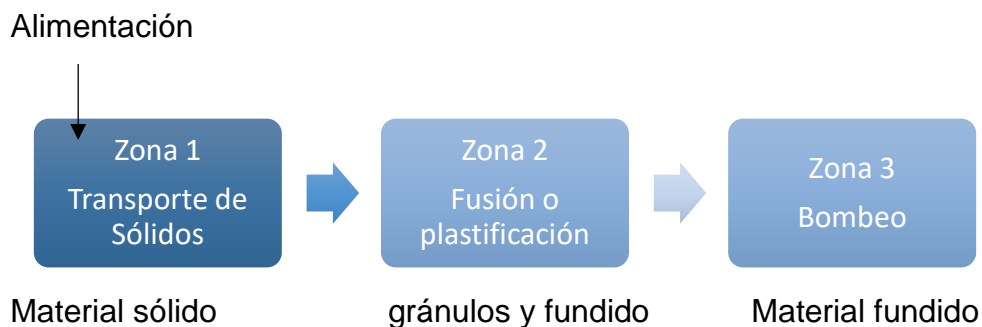 Alimentación
Zona 1
Transporte de
Sólidos
Zona 2
Fusión o
plastificación
Zona 3
Bombeo
Material sólido
gránulos y fundido
Material fundido